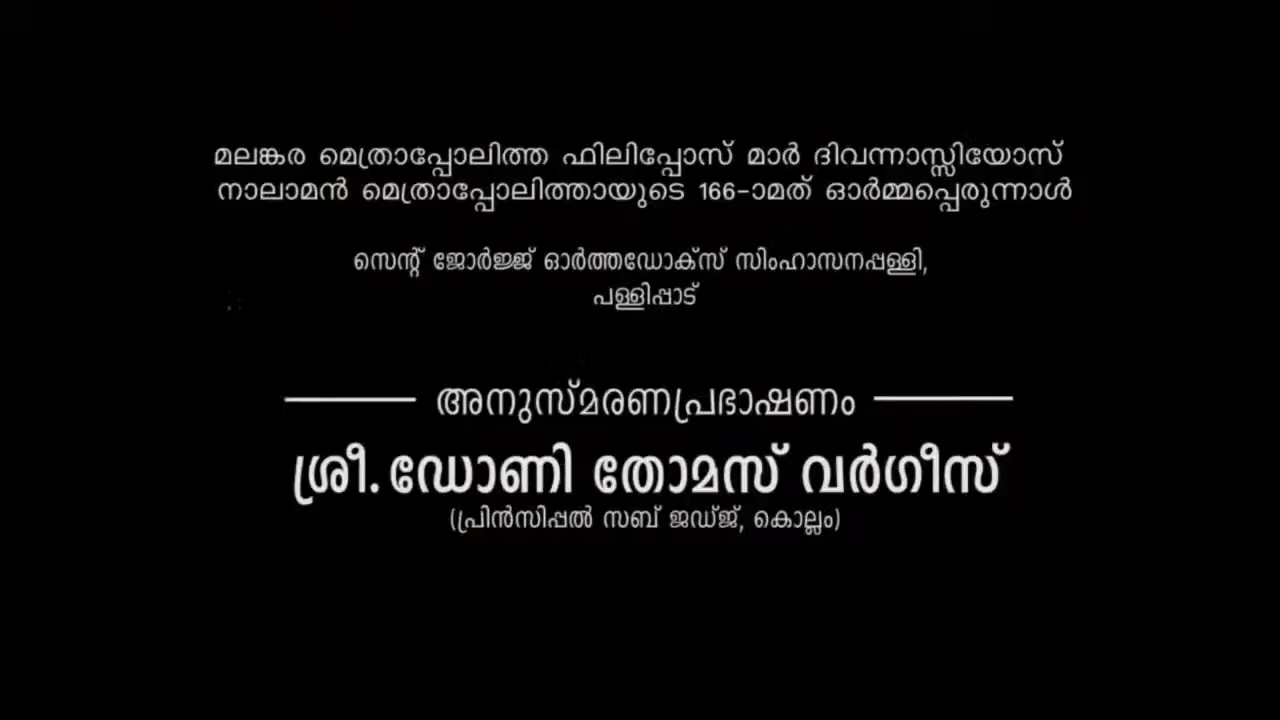 മലങ്കര മെത്രാപ്പോലിത്ത ഫിലിപ്പോസ് മാർ ദിവന്നാസ്സിയോസ്
നാലാമൻ മെത്രാപ്പോലിത്തായുടെ 166-ാമത് ഓർമ്മപ്പെരുന്നാൾ
സെന്റ് ജോർജ്ജ് ഓർത്തഡോക്സ് സിംഹാസനപ്പള്ളി,
പള്ളിപ്പാട്
അനുസ്മരണപ്രഭാഷണം
ശ്രീ. ഡോണി തോമസ് വർഗീസ്
(പ്രിൻസിപ്പൽ സബ് ജഡ്ജ്, കൊല്ലം)